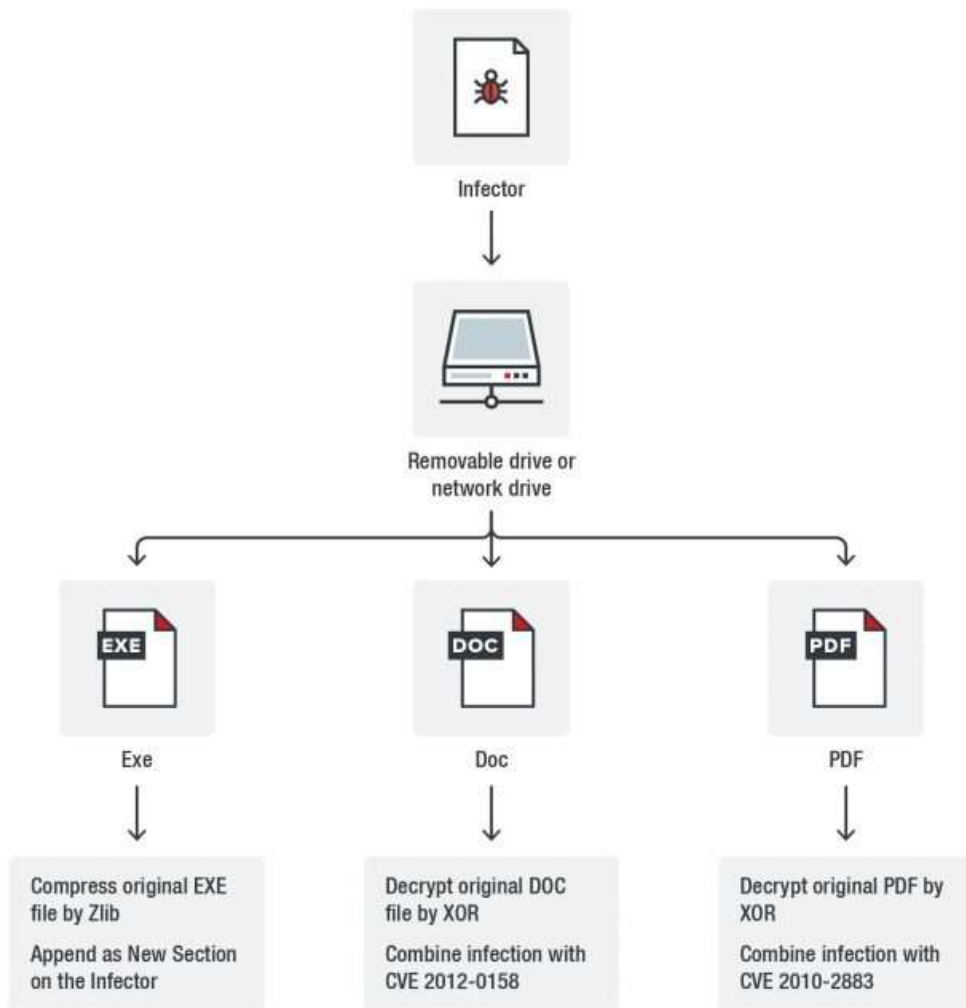 Infector
Removable drive or
network drive
EXE
DOC
PDF
Exe
Doc
PDF
Compress original EXE
file by Zlib
Append as New Section
on the Infector
Decrypt original DOC
file by XOR
Combine infection with
CVE 2012-0158
Decrypt original PDF by
XOR
Combine infection with
CVE 2010-2883